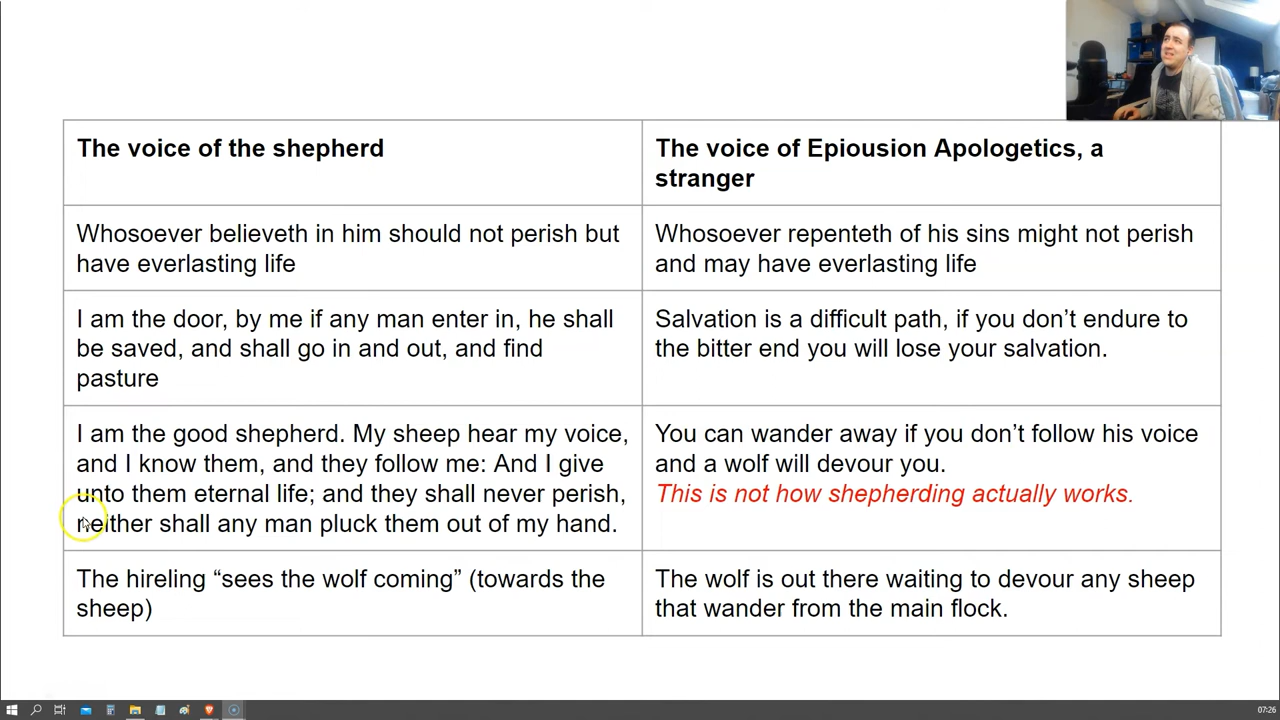 The voice of the shepherd
The voice of Epiousion Apologetics, a
stranger
Whosoever believeth in him should not perish but
have everlasting life
Whosoever repenteth of his sins might not perish
and may have everlasting life
I am the door, by me if any man enter in, he shall
be saved, and shall go in and out, and find
pasture
Salvation is a difficult path, if you don’t endure to
the bitter end you will lose your salvation.
I am the good shepherd. My sheep hear my voice,
and I know them, and they follow me: And I give
unto them eternal life; and they shall never perish,
neither shall any man pluck them out of my hand.
You can wander away if you don’t follow his voice
and a wolf will devour you.
This is not how shepherding actually works.
The hireling “sees the wolf coming” (towards the
sheep)
The wolf is out there waiting to devour any sheep
that wander from the main flock.
07:26